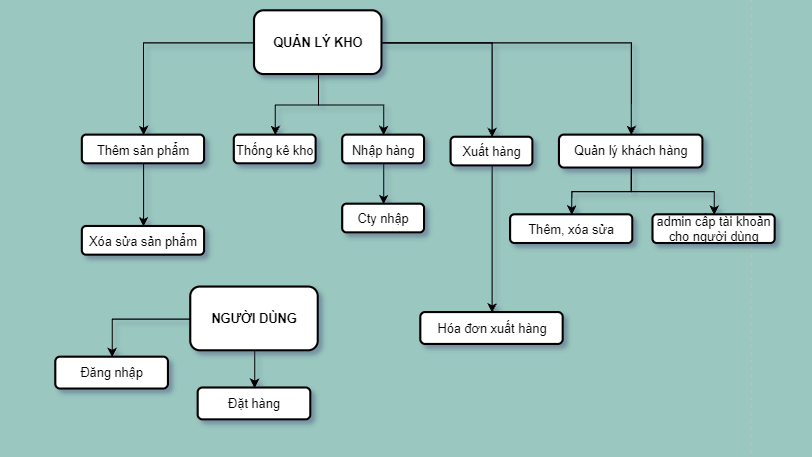 QUẢN LÝ KHO
Thêm sản phẩm
Thống kê kho
Nhập hàng
Xuất hàng
Quản lý khách hàng
Xóa sửa sản phẩm
Cty nhập
Thêm, xóa sửa
admin cấp tài khoản
cho người dùng
NGƯỜI DÙNG
Hóa đơn xuất hàng
Đăng nhập
Đặt hàng